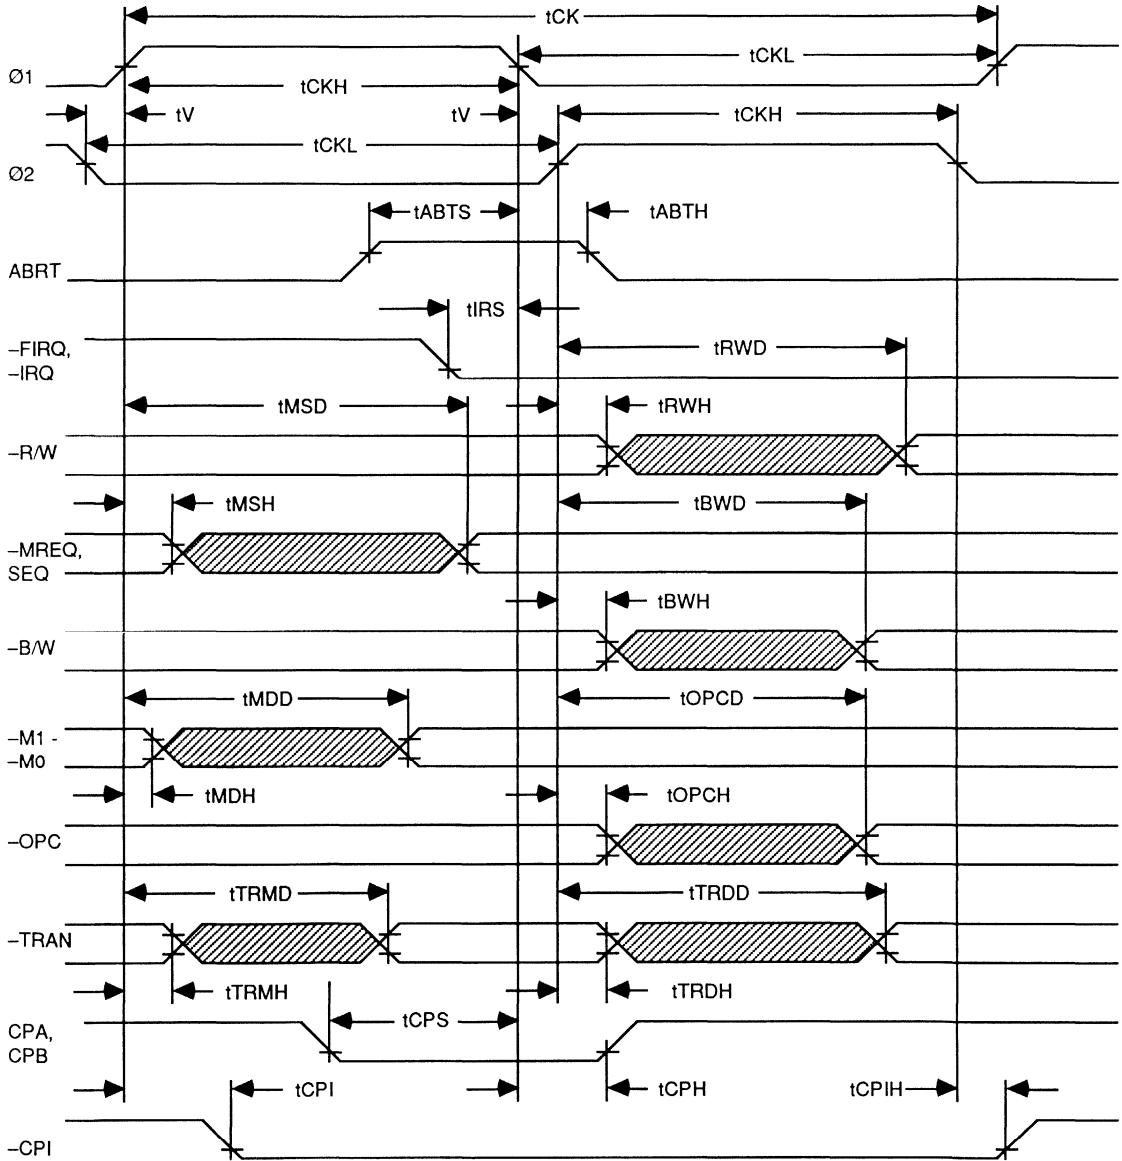 tCK
tCKL
Ø1
tCKH
tV
tV
tCKH
tCKL
Ø2
tABTS
tABTH
ABRT
tIRS
–FIRQ,
–IRQ
tRWD
tMSD
tRWH
–R/W
tMSH
tBWD
–MREQ,
SEQ
tBWH
–B/W
tMDD
tOPCD
–M1 -
–M0
tMDH
tOPCH
–OPC
tTRMD
tTRDD
–TRAN
tTRMH
tTRDH
tCPS
CPA,
CPB
tCPI
tCPH
tCPIH
–CPI